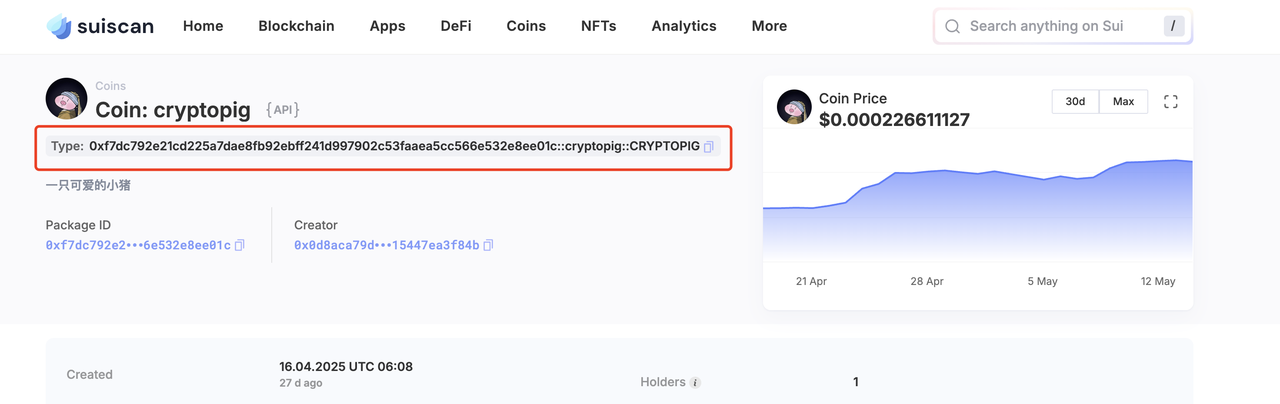 suiscan Home Blockchain Apps DeFi Coins NFTs Analytics More Search anything on Sui /
Coins
Coin: cryptopig {API}
Type: 0xf7dc792e21cd225a7dae8fb92ebff241d997902c53faaea5cc566e532e8ee01c::cryptopig::CRYPTOPIG
一只可爱的小猪
Package ID
0xf7dc792e2•••6e532e8ee01c
Creator
0x0d8aca79d•••15447ea3f84b
Coin Price
$0.000226611127
30d Max
21 Apr 28 Apr 5 May 12 May
Created
16.04.2025 UTC 06:08
27 d ago
Holders i
1